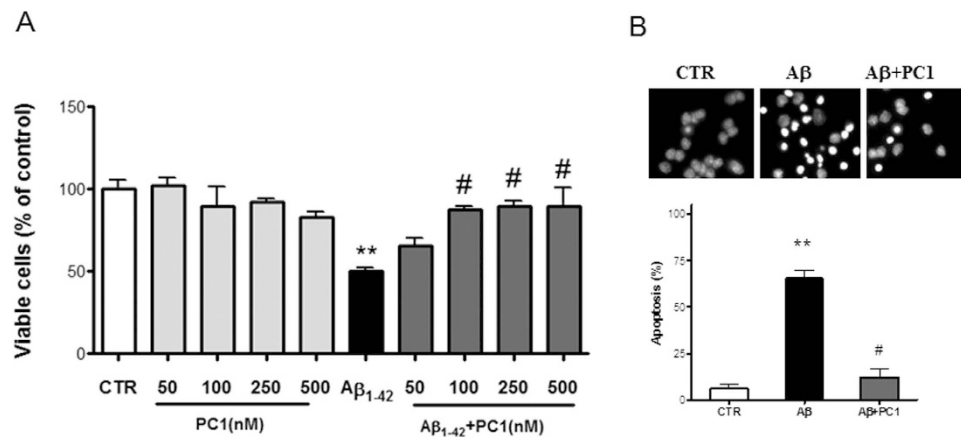 A
Viable cells (% of control)
150
100
50
0
**
# # #
CTR 50 100 250 500 Aβ1-42 50 100 250 500
PC1(nM) Aβ1-42+PC1(nM)
B
CTR Aβ Aβ+PC1
Apoptosis (%)
100
75
50
25
0
**
#
CTR Aβ Aβ+PC1